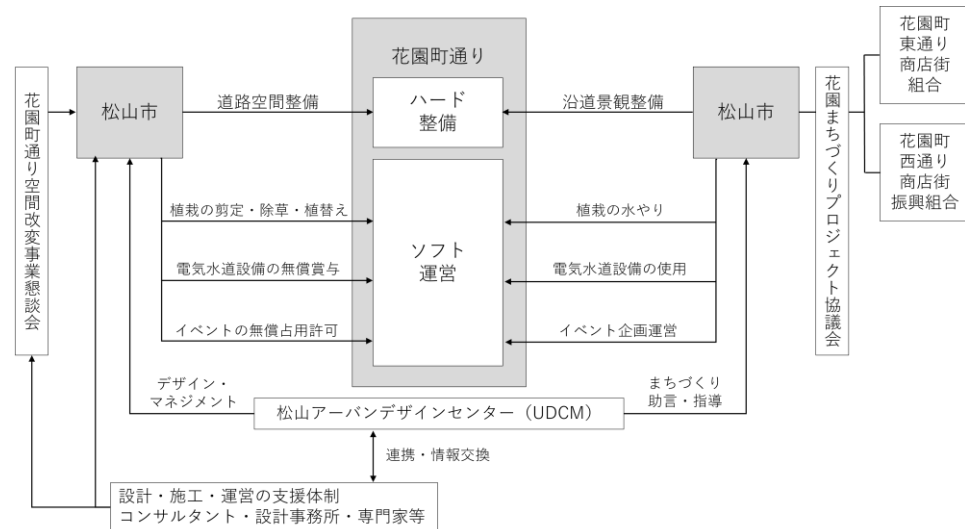 花園町通り空間改変事業懇談会
松山市
道路空間整備
花園町通り
ハード
整備
沿道景観整備
松山市
花園まちづくりプロジェクト協議会
花園町
東通り
商店街
組合
花園町
西通り
商店街
振興組合
植栽の剪定・除草・植替え
電気水道設備の無償賞与
イベントの無償占用許可
ソフト
運営
植栽の水やり
電気水道設備の使用
イベント企画運営
デザイン・
マネジメント
松山アーバンデザインセンター（UDCM）
まちづくり
助言・指導
連携・情報交換
設計・施工・運営の支援体制
コンサルタント・設計事務所・専門家等